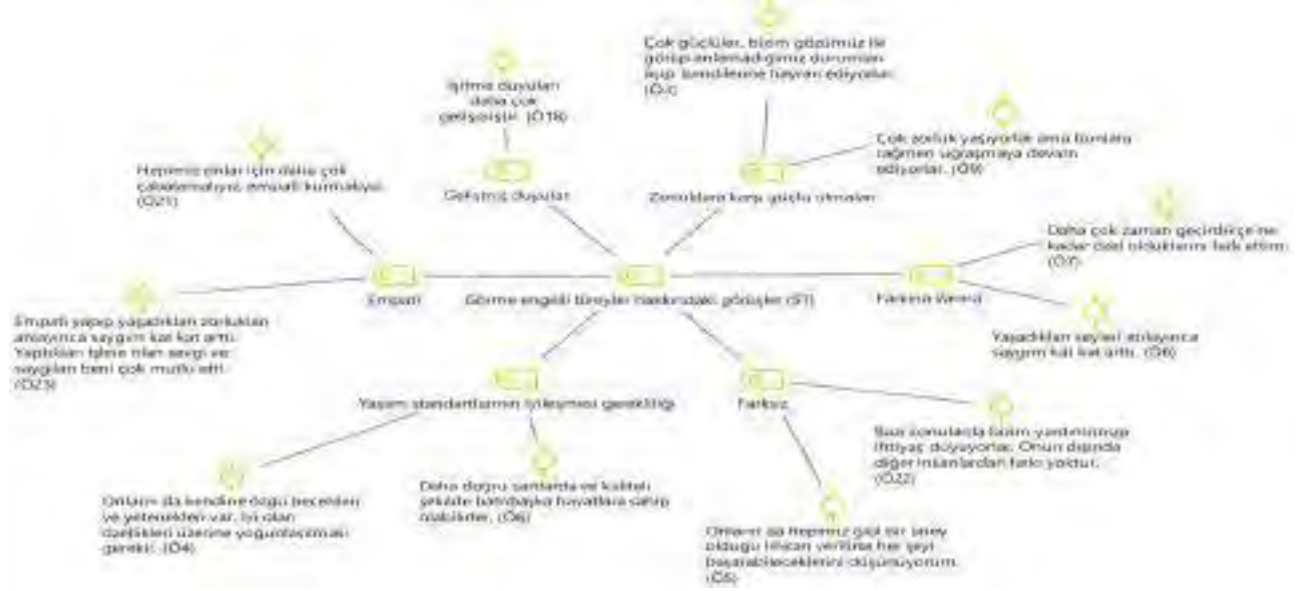 Çok güçlüler, bizim gözümüz ile
görüp anlamadığımız durumları
aşıp kendilerine hayran ediyorlar.
İşitme duyuları
daha çok
gelişmiştir. (Ö18)
Çok zorluk yaşıyorlar ama bunlara
rağmen uğraşmaya devam
ediyorlar. (Ö9)
Hepimiz onlar için daha çok
çabalamalıyız, empati kurmalıyız.
(Ö21)
Gelişmiş duyular
Zorluklara karşı güçlü olmaları
Daha çok zaman geçirdikçe ne
kadar özel olduklarını fark ettim.
(Ö7)
Empati
Görme engelli bireyler hakkındaki görüşler (S1)
Farkına varma
Empati yapıp yaşadıkları zorlukları
anlayınca saygım kat kat arttı.
Yaptıkları işlere olan sevgi ve
saygıları beni çok mutlu etti.
(Ö23)
Yaşadıkları şeyleri anlayınca
saygım kat kat arttı. (Ö8)
Yaşam standartlarının iyileşmesi gerekliliği
Farksız
Bazı konularda bizim yardımımıza
ihtiyaç duyuyorlar. Onun dışında
diğer insanlardan farkı yoktur.
(Ö22)
Onların da kendine özgü becerileri
ve yetenekleri var. İyi olan
özellikleri üzerine yoğunlaşılması
gerekir. (Ö4)
Daha doğru şartlarda ve kaliteli
şekilde bambaşka hayatlara sahip
olabilirler. (Ö6)
Onların da hepimiz gibi bir birey
olduğu imkan verilirse her şeyi
başarabileceklerini düşünüyorum.
(Ö5)